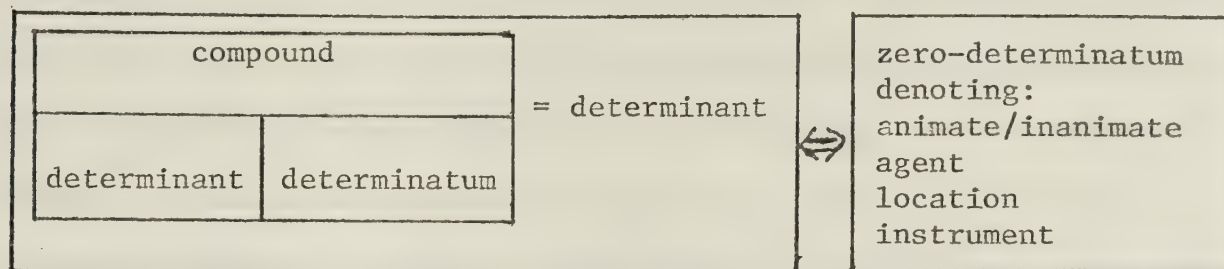 compound
determinant determinatum
= determinant
zero-determinatum
denoting:
animate/inanimate
agent
location
instrument